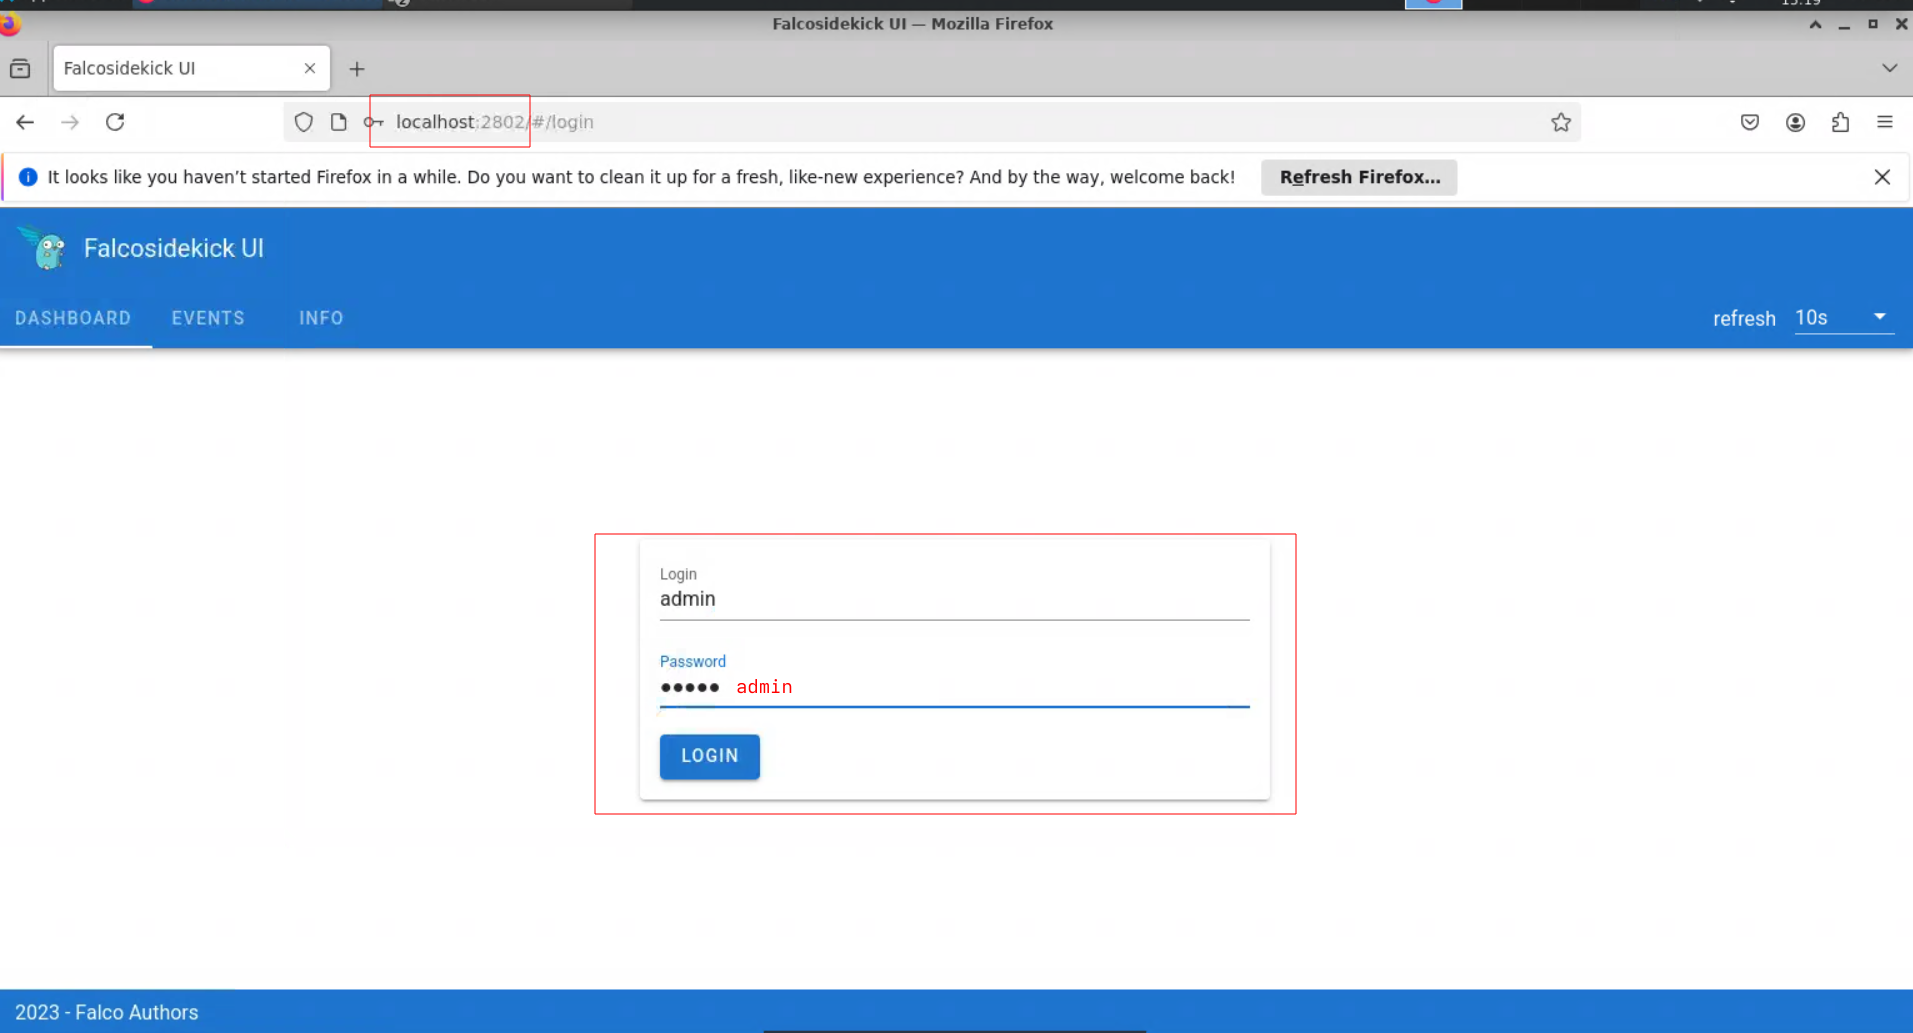 Falcosidekick UI — Mozilla Firefox
Falcosidekick UI
localhost:2802/#/login
It looks like you haven’t started Firefox in a while. Do you want to clean it up for a fresh, like-new experience? And by the way, welcome back!
Refresh Firefox…
Falcosidekick UI
DASHBOARD
EVENTS
INFO
refresh
10s
Login
admin
Password
••••• admin
LOGIN
2023 - Falco Authors